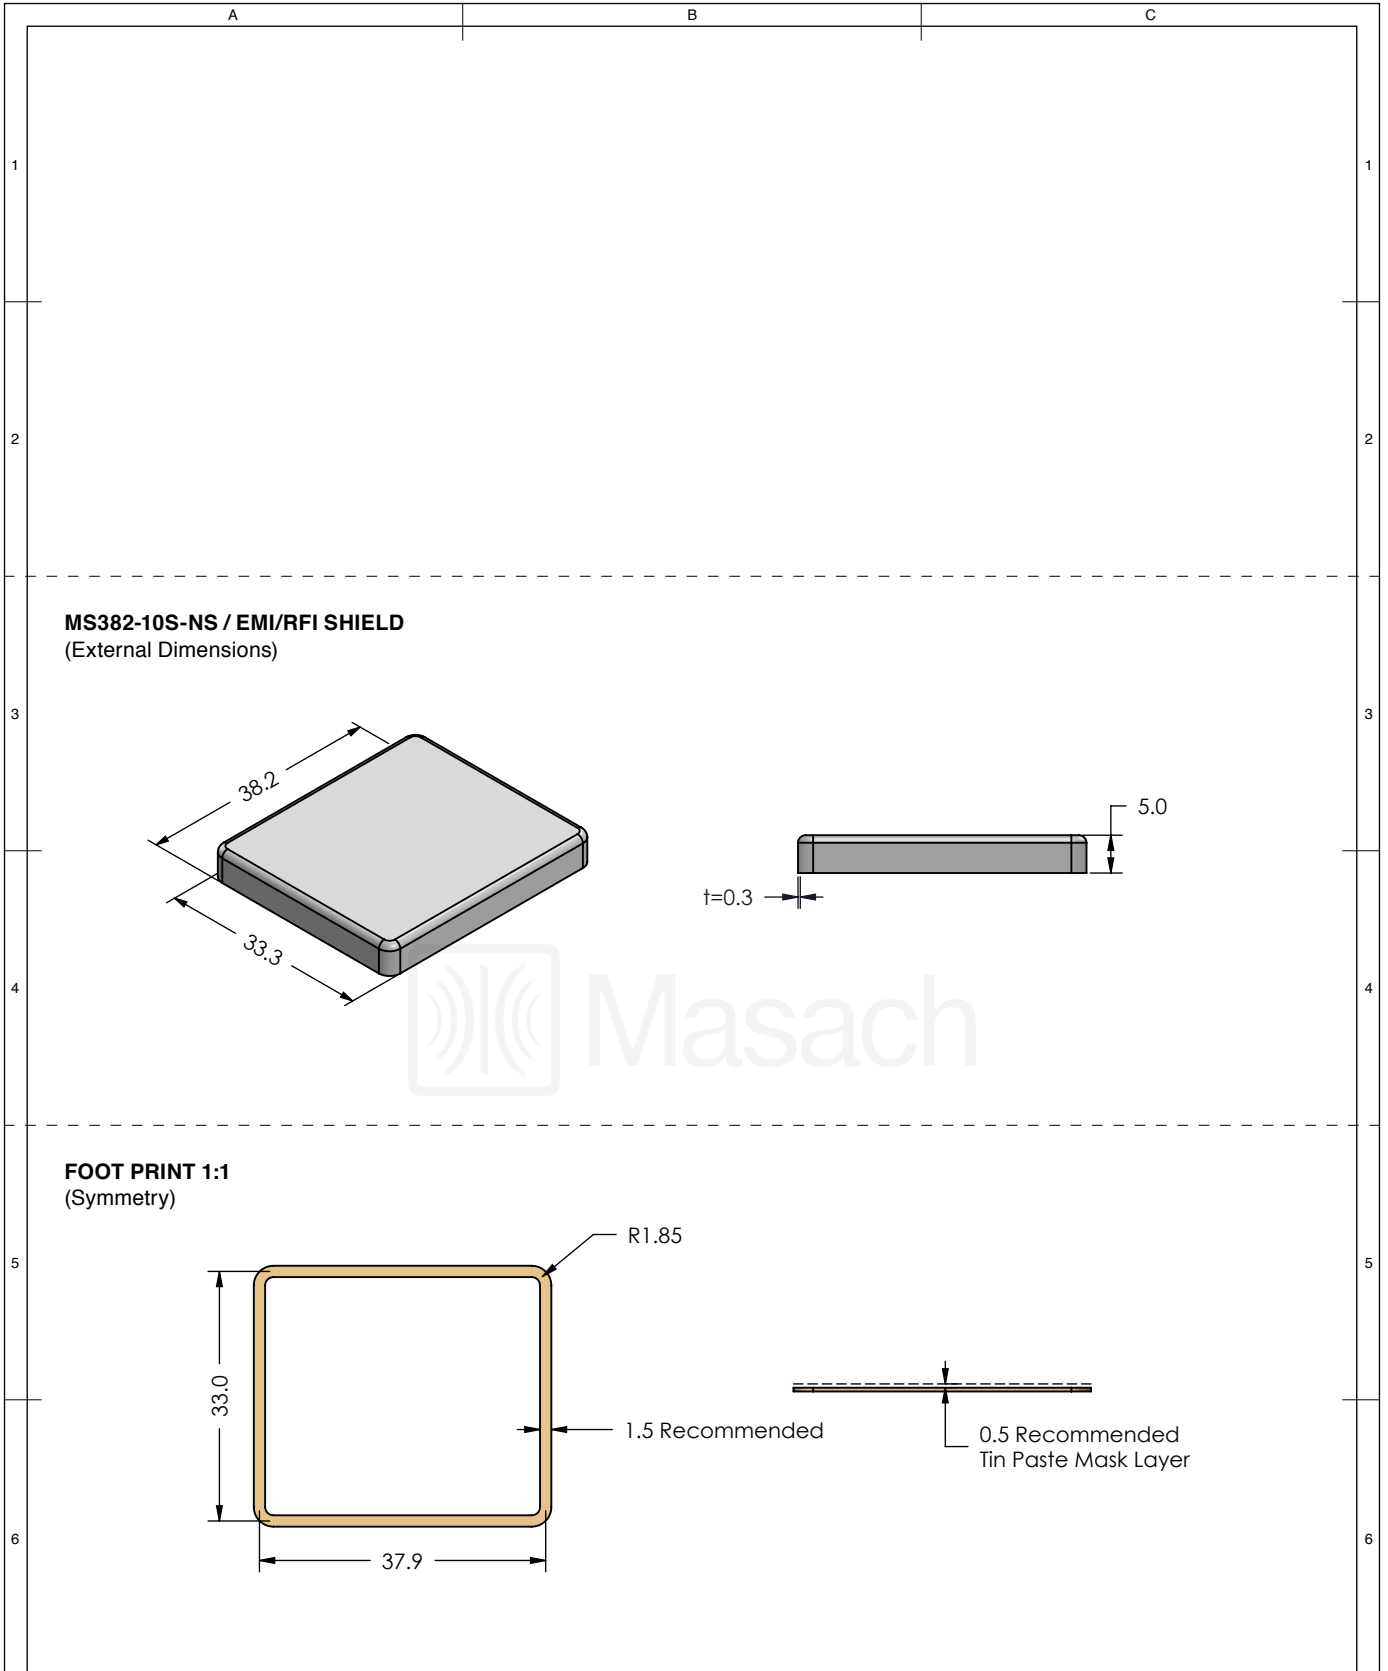 A
B
C
1
1
2
2
MS382-10S-NS / EMI/RFI SHIELD
(External Dimensions)
3
3
38.2
5.0
t=0.3
33.3
4
4
Masach
FOOT PRINT 1:1
(Symmetry)
R1.85
5
5
33.0
1.5 Recommended
0.5 Recommended
Tin Paste Mask Layer
6
6
37.9